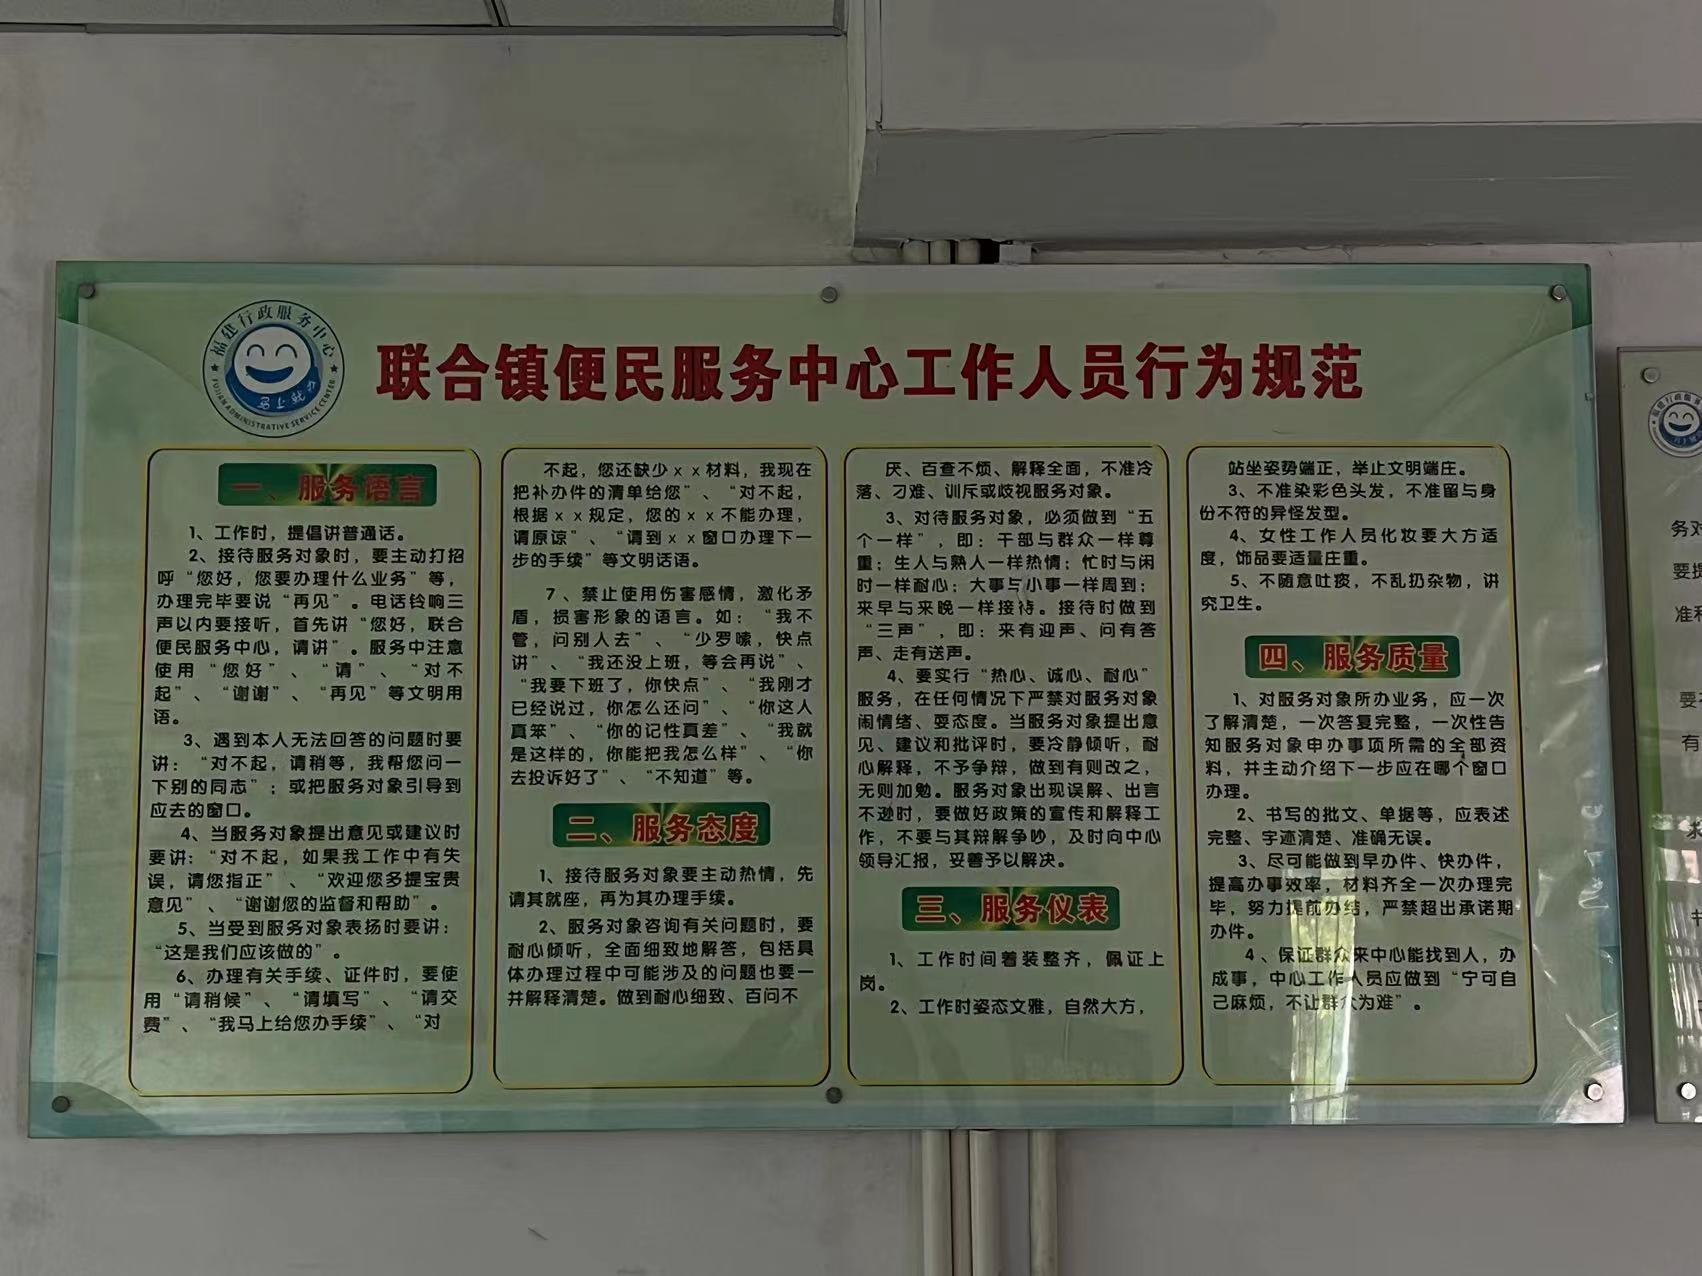 福建行政服务中心
马上就办
FUJIAN ADMINISTRATIVE SERVICE CENTER
联合镇便民服务中心工作人员行为规范
一、服务语言
1、工作时，提倡讲普通话。
2、接待服务对象时，要主动打招
呼“您好，您要办理什么业务”等，
办理完毕要说“再见”。电话铃响三
声以内要接听，首先讲“您好，联合
便民服务中心，请讲”。服务中注意
使用“您好”、“请”、“对不
起”、“谢谢”、“再见”等文明用
语。
3、遇到本人无法回答的问题时要
讲：“对不起，请稍等，我帮您问一
下别的同志”；或把服务对象引导到
应去的窗口。
4、当服务对象提出意见或建议时
要讲：“对不起，如果我工作中有失
误，请您指正”、“欢迎您多提宝贵
意见”、“谢谢您的监督和帮助”。
5、当受到服务对象表扬时要讲：
“这是我们应该做的”。
6、办理有关手续、证件时，要使
用“请稍候”、“请填写”、“请交
费”、“我马上给您办手续”、“对
不起，您还缺少ｘｘ材料，我现在
把补办件的清单给您”、“对不起，
根据ｘｘ规定，您的ｘｘ不能办理，
请原谅”、“请到ｘｘ窗口办理下一
步的手续”等文明话语。
7、禁止使用伤害感情，激化矛
盾，损害形象的语言。如：“我不
管，问别人去”、“少罗嗦，快点
讲”、“我还没上班，等会再说”、
“我要下班了，你快点”、“我刚才
已经说过，你怎么还问”、“你这人
真笨”、“你的记性真差”、“我就
是这样的，你能把我怎么样”、“你
去投诉好了”、“不知道”等。
二、服务态度
1、接待服务对象要主动热情，先
请其就座，再为其办理手续。
2、服务对象咨询有关问题时，要
耐心倾听，全面细致地解答，包括具
体办理过程中可能涉及的问题也要一
并解释清楚。做到耐心细致、百问不
厌、百查不烦、解释全面，不准冷
落、刁难、训斥或歧视服务对象。
3、对待服务对象，必须做到“五
个一样”，即：干部与群众一样尊
重；生人与熟人一样热情；忙时与闲
时一样耐心；大事与小事一样周到；
来早与来晚一样接待。接待时做到
“三声”，即：来有迎声、问有答
声、走有送声。
4、要实行“热心、诚心、耐心”
服务，在任何情况下严禁对服务对象
闹情绪、耍态度。当服务对象提出意
见、建议和批评时，要冷静倾听，耐
心解释，不予争辩，做到有则改之，
无则加勉。服务对象出现误解、出言
不逊时，要做好政策的宣传和解释工
作，不要与其辩解争吵，及时向中心
领导汇报，妥善予以解决。
三、服务仪表
1、工作时间着装整齐，佩证上
岗。
2、工作时姿态文雅，自然大方，
站坐姿势端正，举止文明端庄。
3、不准染彩色头发，不准留与身
份不符的异怪发型。
4、女性工作人员化妆要大方适
度，饰品要适量庄重。
5、不随意吐痰，不乱扔杂物，讲
究卫生。
四、服务质量
1、对服务对象所办业务，应一次
了解清楚，一次答复完整，一次性告
知服务对象申办事项所需的全部资
料，并主动介绍下一步应在哪个窗口
办理。
2、书写的批文、单据等，应表述
完整、字迹清楚、准确无误。
3、尽可能做到早办件、快办件，
提高办事效率，材料齐全一次办理完
毕，努力提前办结，严禁超出承诺期
办件。
4、保证群众来中心能找到人，办
成事，中心工作人员应做到“宁可自
己麻烦，不让群众为难”。
务对
要提
准和
要
有